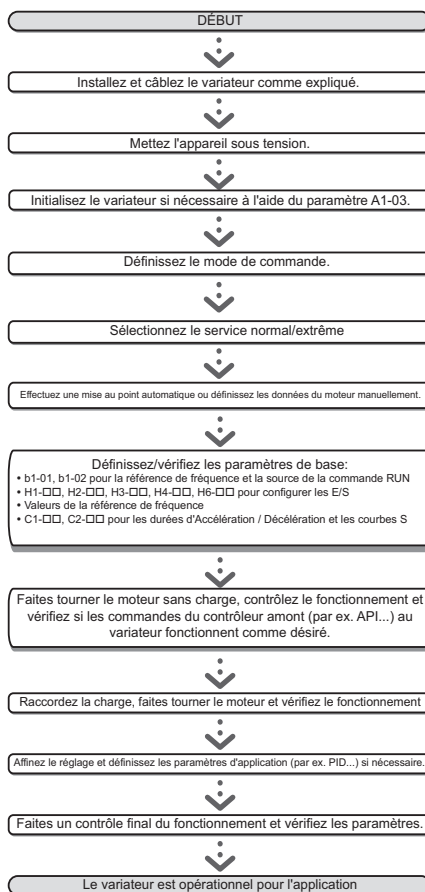 DÉBUT
Installez et câblez le variateur comme expliqué.
Mettez l'appareil sous tension.
Initialisez le variateur si nécessaire à l'aide du paramètre A1-03.
Définissez le mode de commande.
Sélectionnez le service normal/extrême
Effectuez une mise au point automatique ou définissez les données du moteur manuellement.
Définissez/vérifiez les paramètres de base:
• b1-01, b1-02 pour la référence de fréquence et la source de la commande RUN
• H1-□□, H2-□□, H3-□□, H4-□□, H6-□□ pour configurer les E/S
• Valeurs de la référence de fréquence
• C1-□□, C2-□□ pour les durées d'Accélération / Décélération et les courbes S
Faites tourner le moteur sans charge, contrôlez le fonctionnement et
vérifiez si les commandes du contrôleur amont (par ex. API...) au
variateur fonctionnent comme désiré.
Raccordez la charge, faites tourner le moteur et vérifiez le fonctionnement
Affinez le réglage et définissez les paramètres d'application (par ex. PID...) si nécessaire.
Faites un contrôle final du fonctionnement et vérifiez les paramètres.
Le variateur est opérationnel pour l'application